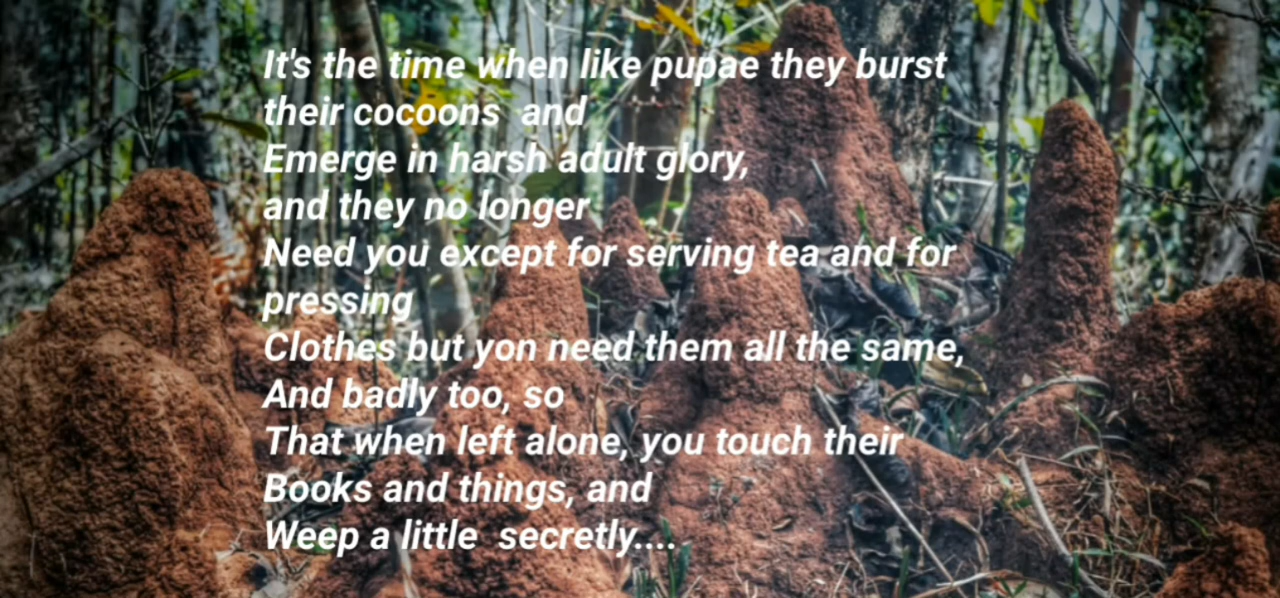 It's the time when like pupae they burst
their cocoons  and
Emerge in harsh adult glory,
and they no longer
Need you except for serving tea and for
pressing
Clothes but yon need them all the same,
And badly too, so
That when left alone, you touch their
Books and things, and
Weep a little  secretly....